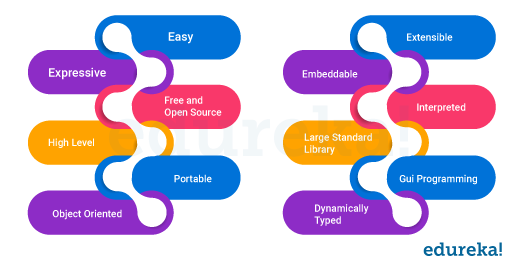 Easy
Expressive
Free and
Open Source
High Level
Portable
Object Oriented
Extensible
Embeddable
Interpreted
Large Standard
Library
Gui Programming
Dynamically
Typed
edureka!
edureka!